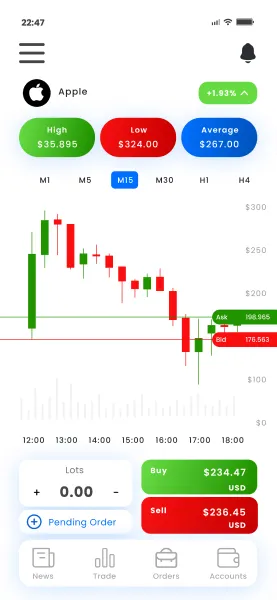 22:47
Apple
+1.93%
High
$35.895
Low
$324.00
Average
$267.00
M1 M5 M15 M30 H1 H4
$300
$250
$200
Ask 198.965
Bid 176.563
$100
$0
12:00 13:00 14:00 15:00 16:00 17:00 18:00
Lots
+ 0.00 -
Pending Order
Buy
$234.47
USD
Sell
$236.45
USD
News Trade Orders Accounts